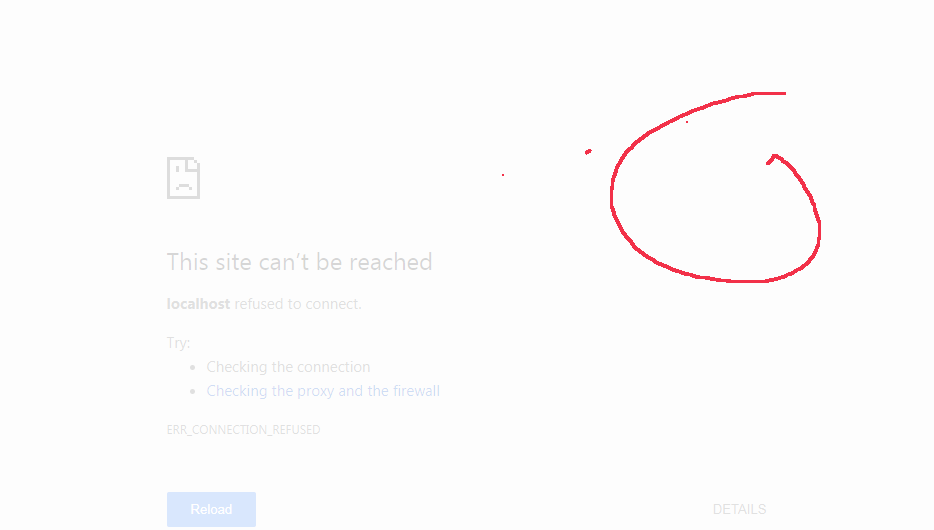 This site can't be reached
localhost refused to connect.
Try:
• Checking the connection
• Checking the proxy and the firewall
ERR_CONNECTION_REFUSED
Reload DETAILS